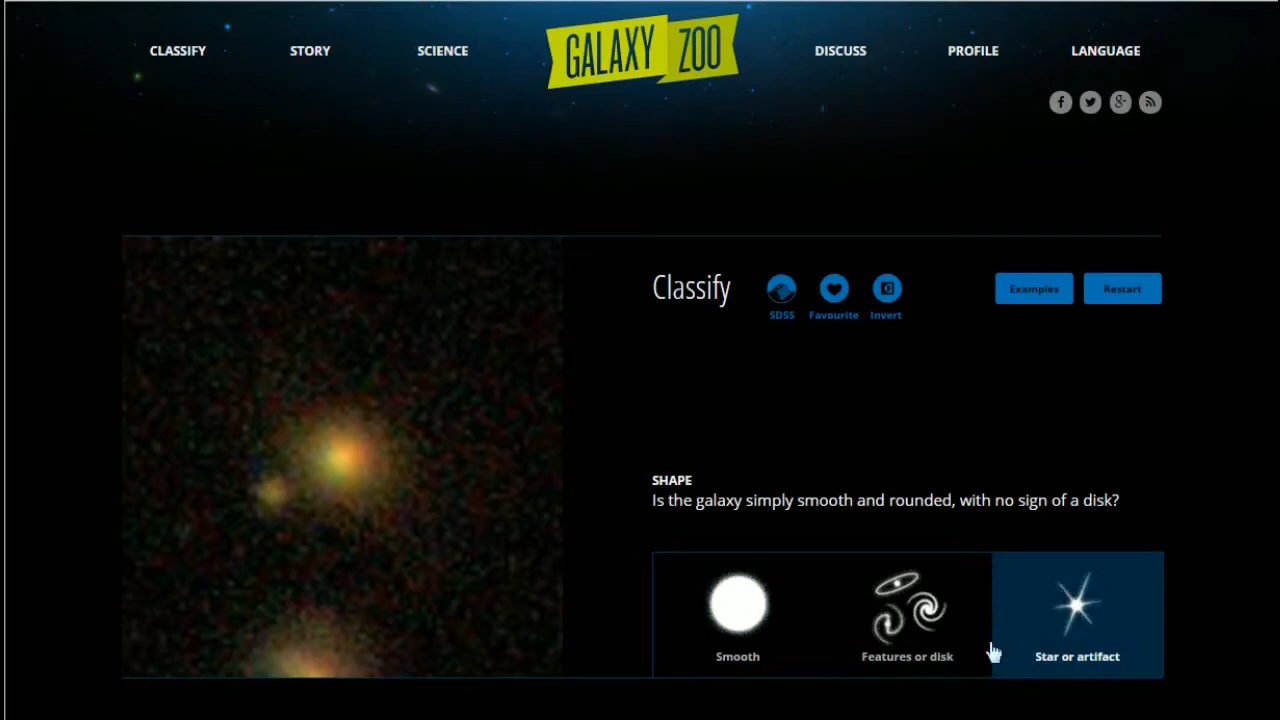 CLASSIFY STORY SCIENCE GALAXY ZOO DISCUSS PROFILE LANGUAGE
Classify
SDSS Favourite Invert
Examples Restart
SHAPE
Is the galaxy simply smooth and rounded, with no sign of a disk?
Smooth Features or disk Star or artifact